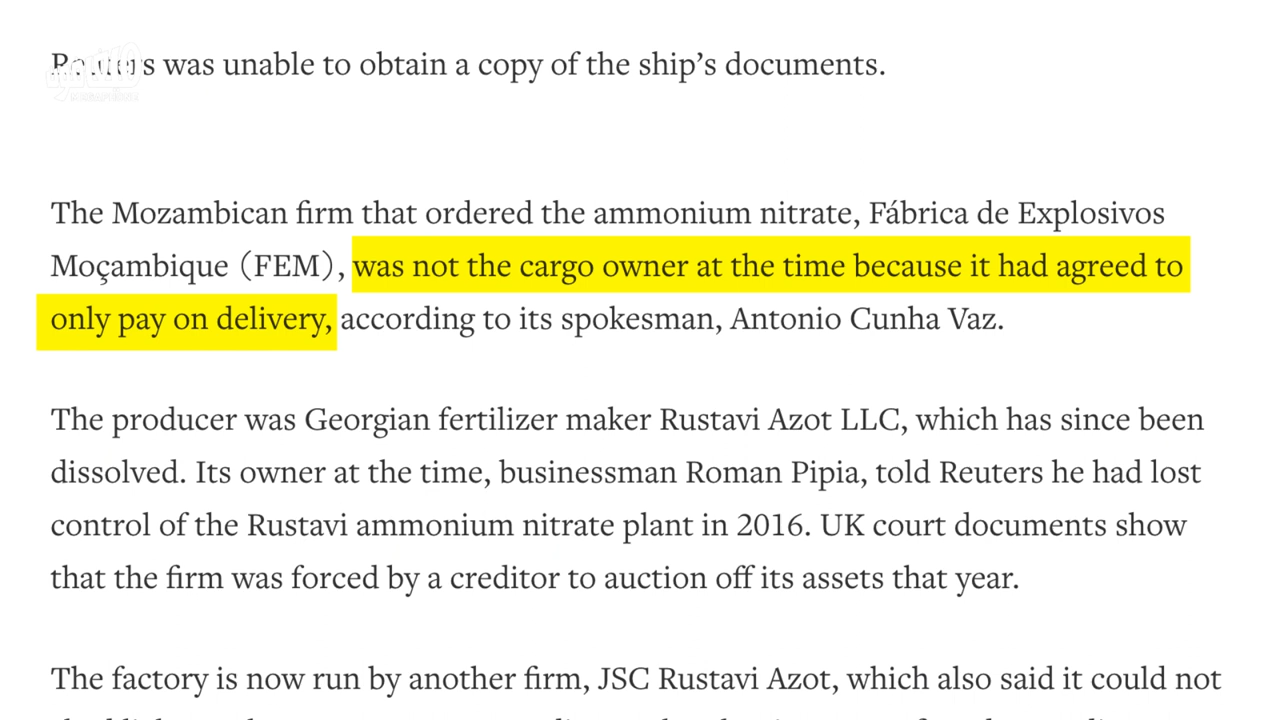 Reuters was unable to obtain a copy of the ship’s documents.
The Mozambican firm that ordered the ammonium nitrate, Fábrica de Explosivos
Moçambique (FEM), was not the cargo owner at the time because it had agreed to
only pay on delivery, according to its spokesman, Antonio Cunha Vaz.
The producer was Georgian fertilizer maker Rustavi Azot LLC, which has since been
dissolved. Its owner at the time, businessman Roman Pipia, told Reuters he had lost
control of the Rustavi ammonium nitrate plant in 2016. UK court documents show
that the firm was forced by a creditor to auction off its assets that year.
The factory is now run by another firm, JSC Rustavi Azot, which also said it could not